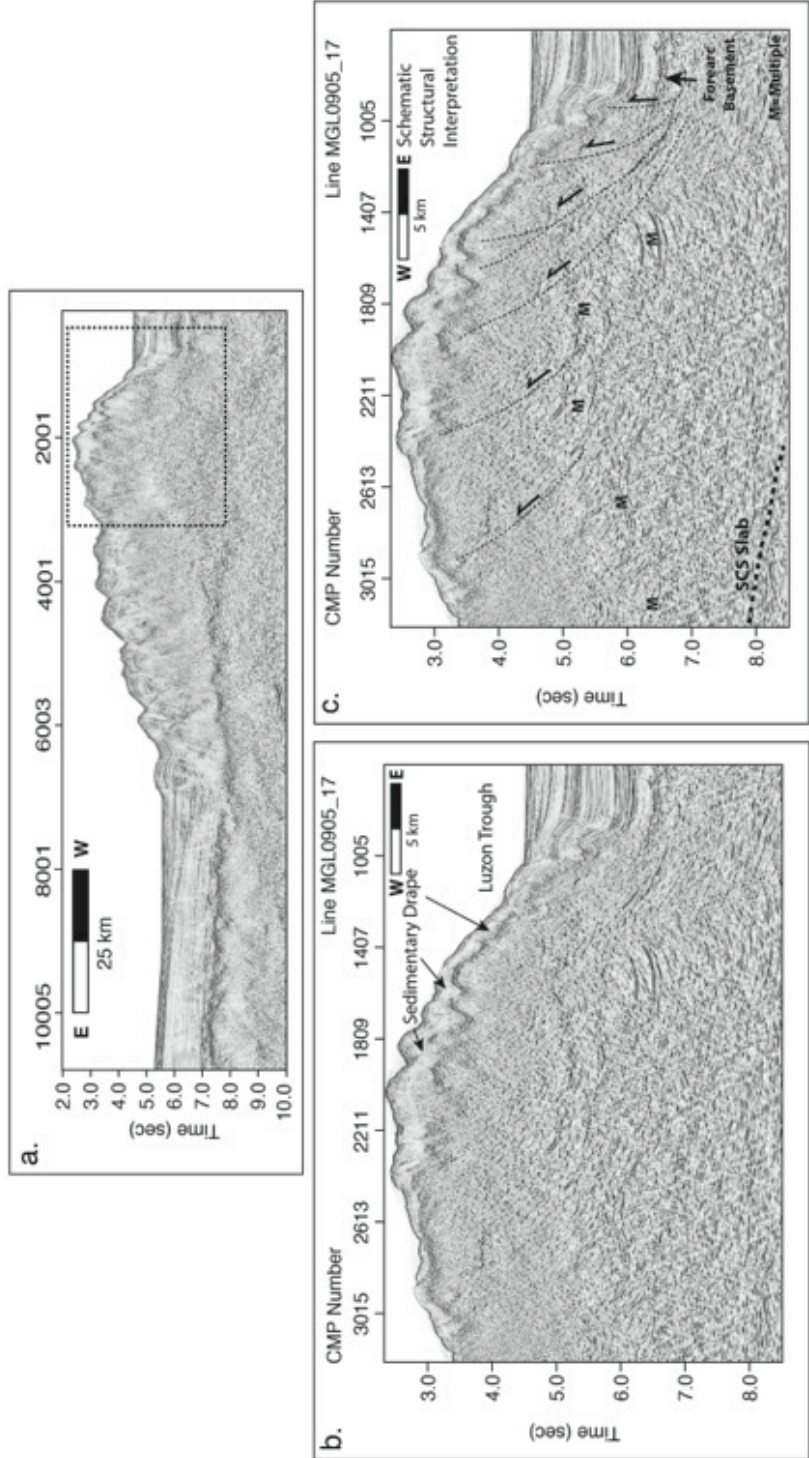 a.
E W
25 km
10005 8001 6003 4001 2001
Time (sec)
2.0
3.0
4.0
5.0
6.0
7.0
8.0
9.0
10.0
b.
CMP Number
Line MGL0905_17
3015 2613 2211 1809 1407 1005
W E
5 km
Sedimentary Drape
Luzon Trough
Time (sec)
3.0
4.0
5.0
6.0
7.0
8.0
c.
CMP Number
Line MGL0905_17
3015 2613 2211 1809 1407 1005
W E
5 km
Schematic
Structural
Interpretation
Time (sec)
3.0
4.0
5.0
6.0
7.0
8.0
M
M
M
M
M
SCS Slab
Forearc
Basement
M=Multiple